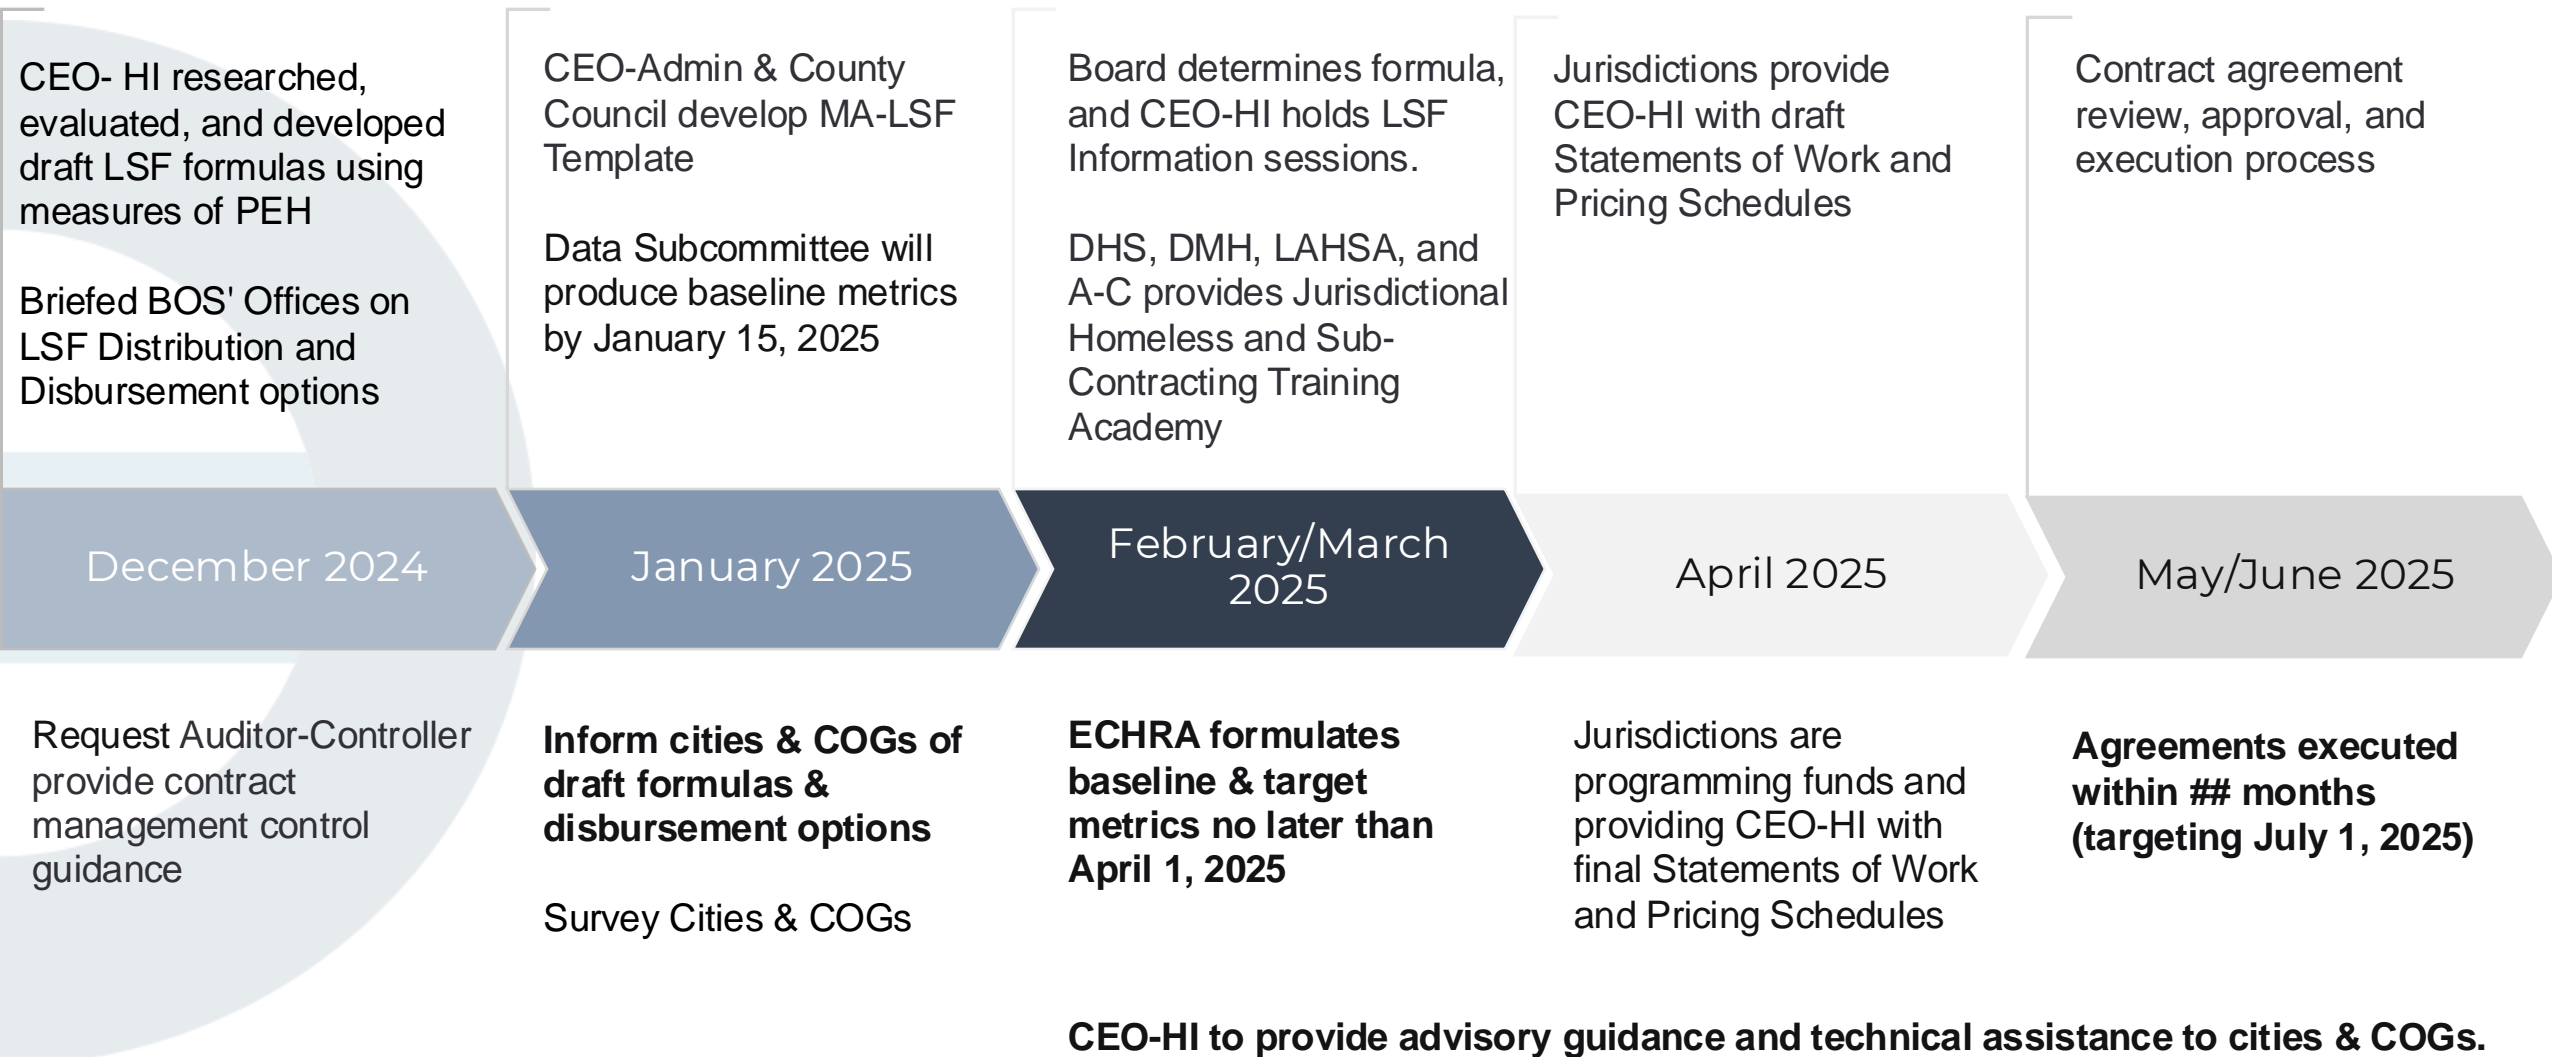 CEO- HI researched,
evaluated, and developed
draft LSF formulas using
measures of PEH
Briefed BOS' Offices on
LSF Distribution and
Disbursement options
CEO-Admin & County
Council develop MA-LSF
Template
Data Subcommittee will
produce baseline metrics
by January 15, 2025
Board determines formula,
and CEO-HI holds LSF
Information sessions.
DHS, DMH, LAHSA, and
A-C provides Jurisdictional
Homeless and Sub-
Contracting Training
Academy
Jurisdictions provide
CEO-HI with draft
Statements of Work and
Pricing Schedules
Contract agreement
review, approval, and
execution process
December 2024
January 2025
February/March
2025
April 2025
May/June 2025
Request Auditor-Controller
provide contract
management control
guidance
Inform cities & COGs of
draft formulas &
disbursement options
Survey Cities & COGs
ECHRA formulates
baseline & target
metrics no later than
April 1, 2025
Jurisdictions are
programming funds and
providing CEO-HI with
final Statements of Work
and Pricing Schedules
Agreements executed
within ## months
(targeting July 1, 2025)
CEO-HI to provide advisory guidance and technical assistance to cities & COGs.